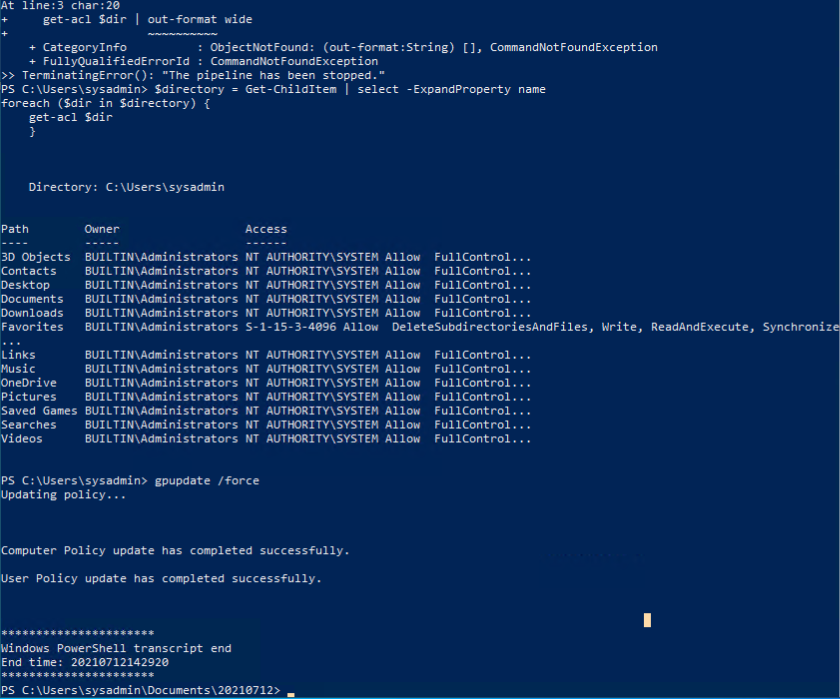 At line:3 char:20
+     get-acl $dir | out-format wide
+                    ~~~~~~~~~~
    + CategoryInfo          : ObjectNotFound: (out-format:String) [], CommandNotFoundException
    + FullyQualifiedErrorId : CommandNotFoundException
>> TerminatingError(): "The pipeline has been stopped."
PS C:\Users\sysadmin> $directory = Get-ChildItem | select -ExpandProperty name
foreach ($dir in $directory) {
    get-acl $dir
    }
    Directory: C:\Users\sysadmin
Path       Owner                  Access
----       -----                  ------
3D Objects  BUILTIN\Administrators NT AUTHORITY\SYSTEM Allow  FullControl...
Contacts    BUILTIN\Administrators NT AUTHORITY\SYSTEM Allow  FullControl...
Desktop     BUILTIN\Administrators NT AUTHORITY\SYSTEM Allow  FullControl...
Documents   BUILTIN\Administrators NT AUTHORITY\SYSTEM Allow  FullControl...
Downloads   BUILTIN\Administrators NT AUTHORITY\SYSTEM Allow  FullControl...
Favorites   BUILTIN\Administrators S-1-15-3-4096 Allow  DeleteSubdirectoriesAndFiles, Write, ReadAndExecute, Synchronize
...
Links       BUILTIN\Administrators NT AUTHORITY\SYSTEM Allow  FullControl...
Music       BUILTIN\Administrators NT AUTHORITY\SYSTEM Allow  FullControl...
OneDrive    BUILTIN\Administrators NT AUTHORITY\SYSTEM Allow  FullControl...
Pictures    BUILTIN\Administrators NT AUTHORITY\SYSTEM Allow  FullControl...
Saved Games BUILTIN\Administrators NT AUTHORITY\SYSTEM Allow  FullControl...
Searches    BUILTIN\Administrators NT AUTHORITY\SYSTEM Allow  FullControl...
Videos      BUILTIN\Administrators NT AUTHORITY\SYSTEM Allow  FullControl...
PS C:\Users\sysadmin> gpupdate /force
Updating policy...
Computer Policy update has completed successfully.
User Policy update has completed successfully.
**********************
Windows PowerShell transcript end
End time: 20210712142920
**********************
PS C:\Users\sysadmin\Documents\20210712>